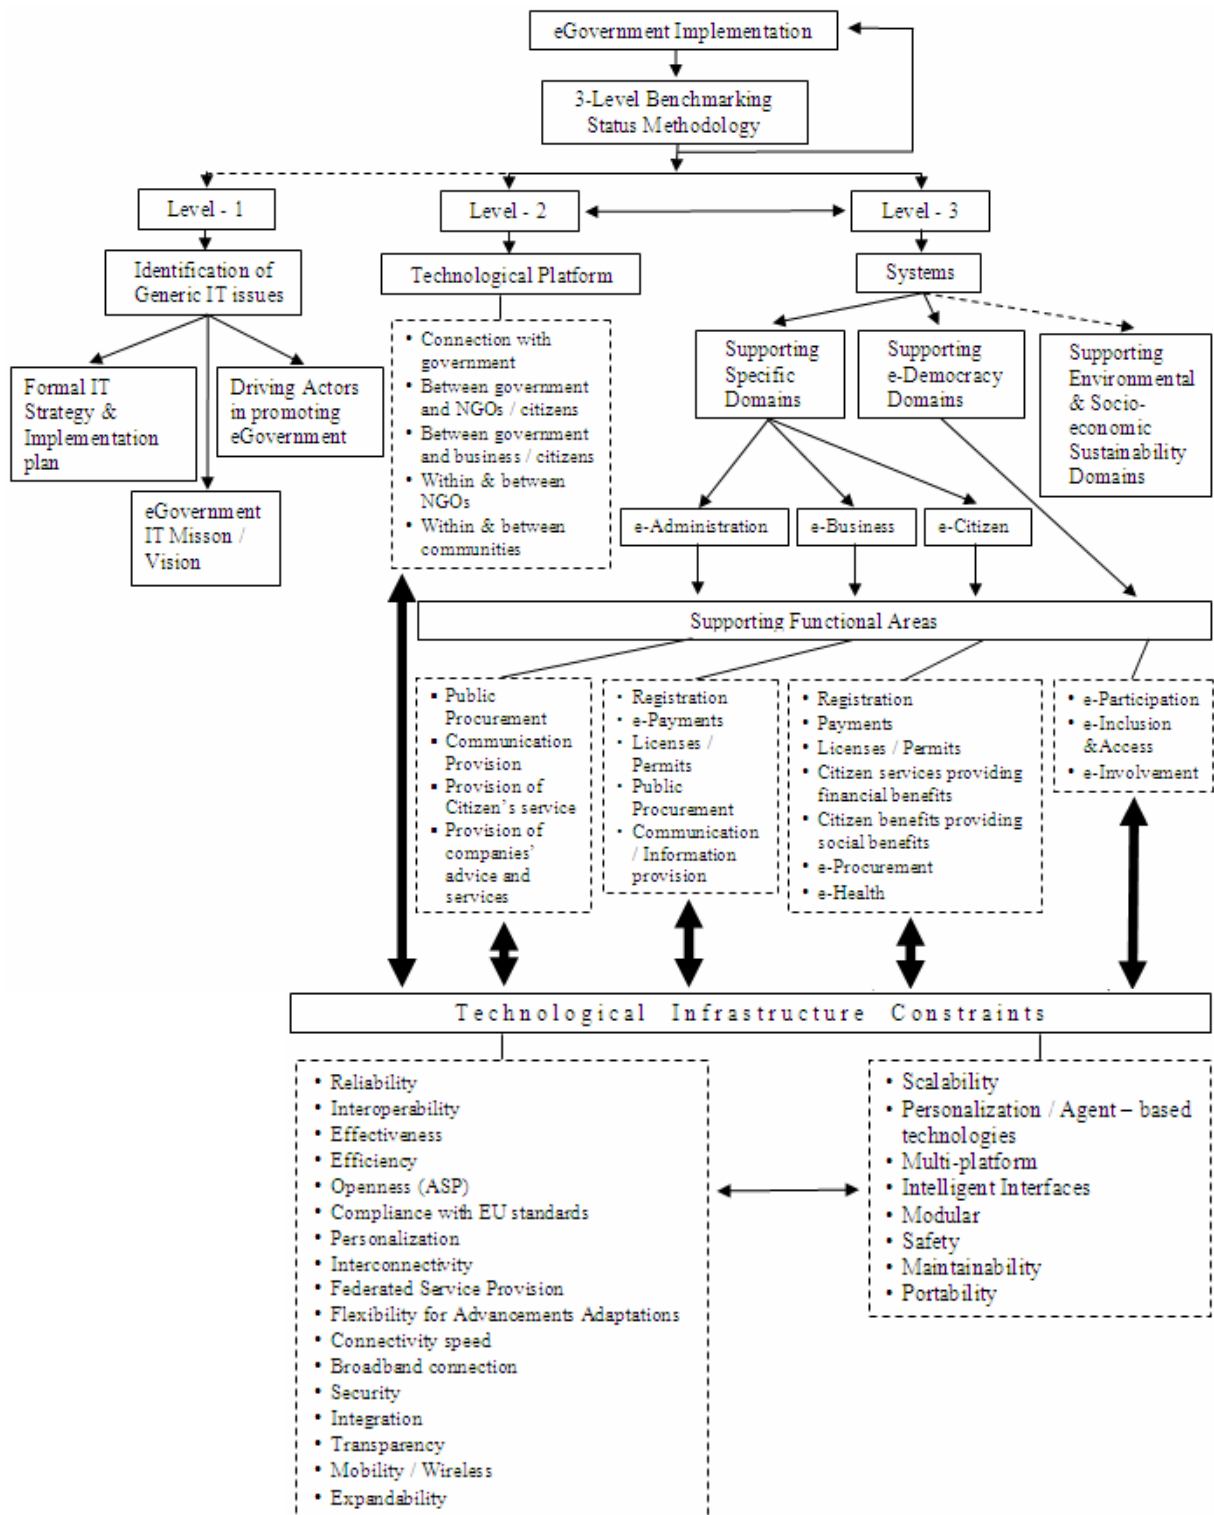 eGovernment Implementation
3-Level Benchmarking
Status Methodology
Level - 1
Level - 2
Level - 3
Identification of
Generic IT issues
Technological Platform
Systems
Formal IT
Strategy &
Implementation
plan
Driving Actors
in promoting
eGovernment
eGovernment
IT Misson /
Vision
• Connection with
government
• Between government
and NGOs / citizens
• Between government
and business / citizens
• Within & between
NGOs
• Within & between
communities
Supporting
Specific
Domains
Supporting
e-Democracy
Domains
Supporting
Environmental
& Socio-
economic
Sustainability
Domains
e-Administration
e-Business
e-Citizen
Supporting Functional Areas
▪ Public
Procurement
▪ Communication
Provision
▪ Provision of
Citizen's service
▪ Provision of
companies'
advice and
services
• Registration
• e-Payments
• Licenses /
Permits
• Public
Procurement
• Communication
/ Information
provision
• Registration
• Payments
• Licenses / Permits
• Citizen services providing
financial benefits
• Citizen benefits providing
social benefits
• e-Procurement
• e-Health
• e-Participation
• e-Inclusion
&Access
• e-Involvement
Technological Infrastructure Constraints
• Reliability
• Interoperability
• Effectiveness
• Efficiency
• Openness (ASP)
• Compliance with EU standards
• Personalization
• Interconnectivity
• Federated Service Provision
• Flexibility for Advancements Adaptations
• Connectivity speed
• Broadband connection
• Security
• Integration
• Transparency
• Mobility / Wireless
• Expandability
• Scalability
• Personalization / Agent – based
technologies
• Multi-platform
• Intelligent Interfaces
• Modular
• Safety
• Maintainability
• Portability